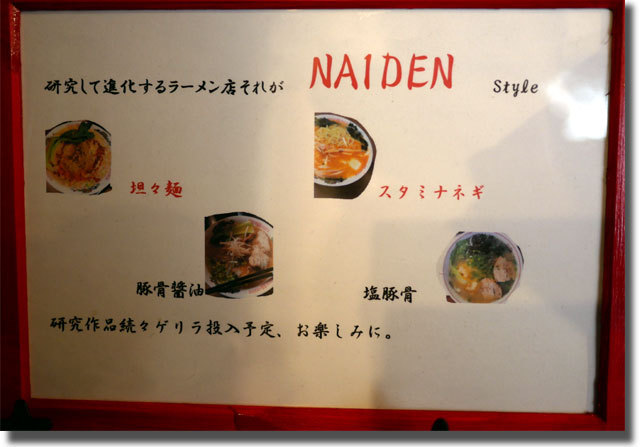 研究して進化するラーメン店それが NAIDEN Style
坦々麺
スタミナネギ
豚骨醤油
塩豚骨
研究作品続々ゲリラ投入予定、お楽しみに。